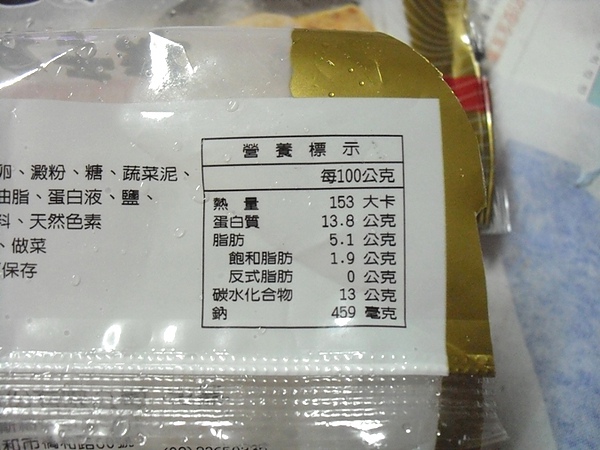 卵、澱粉、糖、蔬菜泥、
油脂、蛋白液、鹽、
料、天然色素
、做菜
保存
營養標示
每100公克
熱量 153 大卡
蛋白質 13.8 公克
脂肪 5.1 公克
飽和脂肪 1.9 公克
反式脂肪 0 公克
碳水化合物 13 公克
鈉 459 毫克